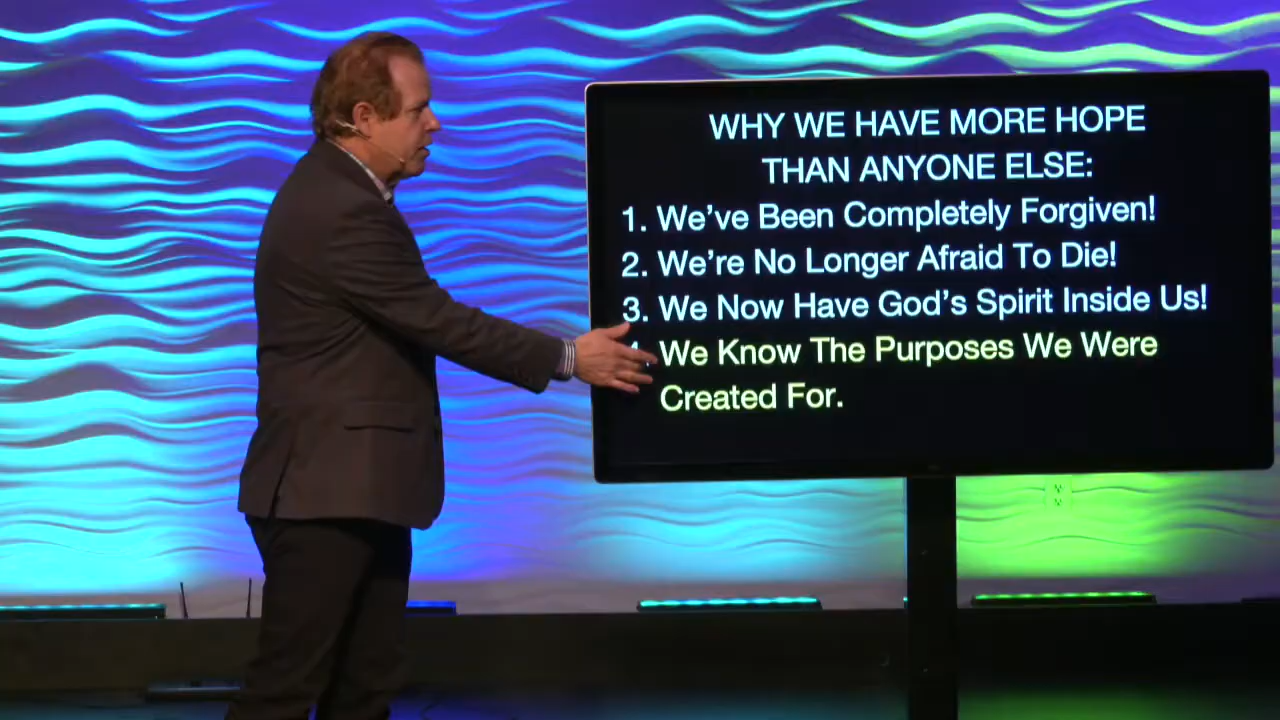 WHY WE HAVE MORE HOPE
THAN ANYONE ELSE:
1. We've Been Completely Forgiven!
2. We're No Longer Afraid To Die!
3. We Now Have God's Spirit Inside Us!
4. We Know The Purposes We Were
Created For.